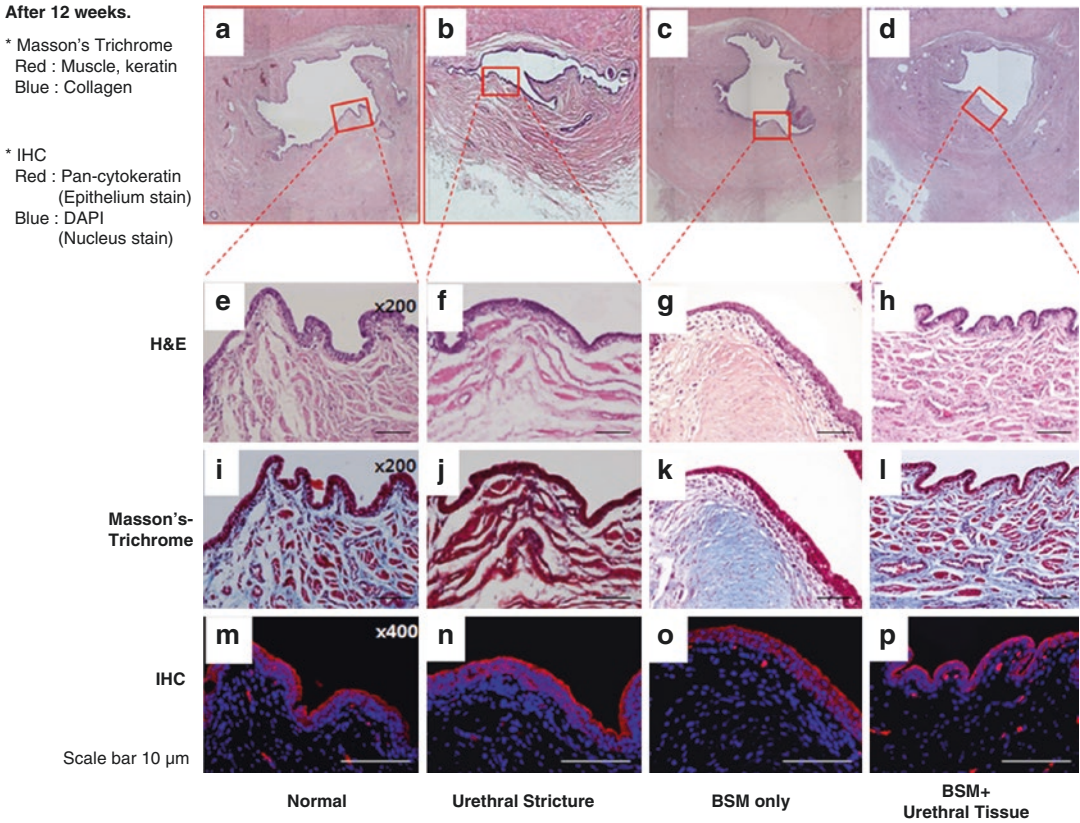 After 12 weeks.
* Masson's Trichrome
Red : Muscle, keratin
Blue : Collagen
* IHC
Red : Pan-cytokeratin
(Epithelium stain)
Blue : DAPI
(Nucleus stain)
a
b
c
d
H&E
e
x200
f
g
h
Masson's-
Trichrome
i
x200
j
k
l
IHC
m
x400
n
o
p
Scale bar 10 µm
Normal
Urethral Stricture
BSM only
BSM+
Urethral Tissue